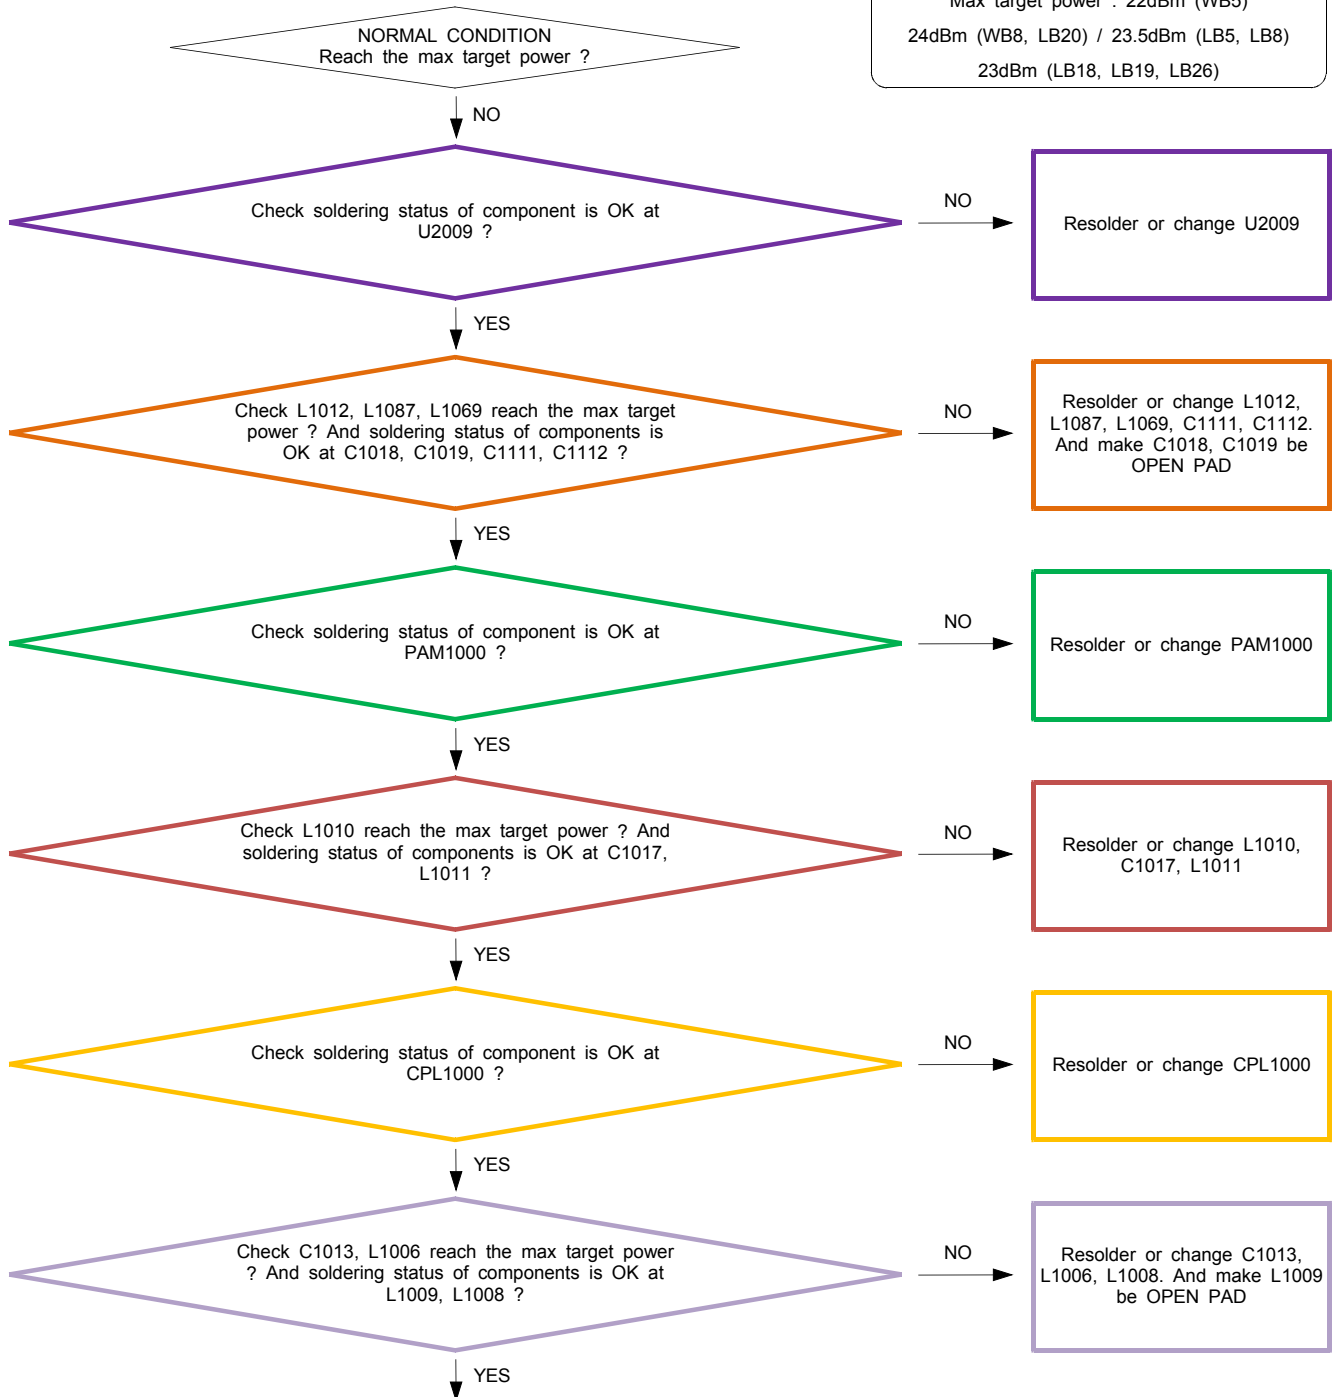 Max target power : 22dBm (WB5)
24dBm (WB8, LB20) / 23.5dBm (LB5, LB8)
23dBm (LB18, LB19, LB26)
NORMAL CONDITION
Reach the max target power ?
NO
Check soldering status of component is OK at
U2009 ?
NO
Resolder or change U2009
YES
Check L1012, L1087, L1069 reach the max target
power ? And soldering status of components is
OK at C1018, C1019, C1111, C1112 ?
NO
Resolder or change L1012,
L1087, L1069, C1111, C1112.
And make C1018, C1019 be
OPEN PAD
YES
Check soldering status of component is OK at
PAM1000 ?
NO
Resolder or change PAM1000
YES
Check L1010 reach the max target power ? And
soldering status of components is OK at C1017,
L1011 ?
NO
Resolder or change L1010,
C1017, L1011
YES
Check soldering status of component is OK at
CPL1000 ?
NO
Resolder or change CPL1000
YES
Check C1013, L1006 reach the max target power
? And soldering status of components is OK at
L1009, L1008 ?
NO
Resolder or change C1013,
L1006, L1008. And make L1009
be OPEN PAD
YES